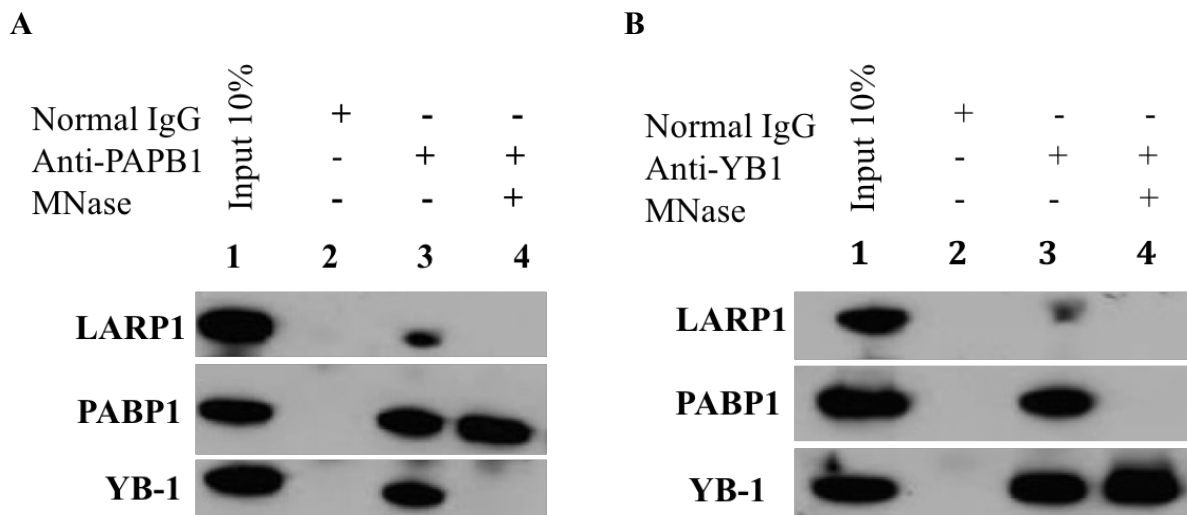 A
Input 10%
Normal IgG + - -
Anti-PAPB1 - + +
MNase - - +
1 2 3 4
LARP1
PABP1
YB-1
B
Input 10%
Normal IgG + - -
Anti-YB1 - + +
MNase - - +
1 2 3 4
LARP1
PABP1
YB-1